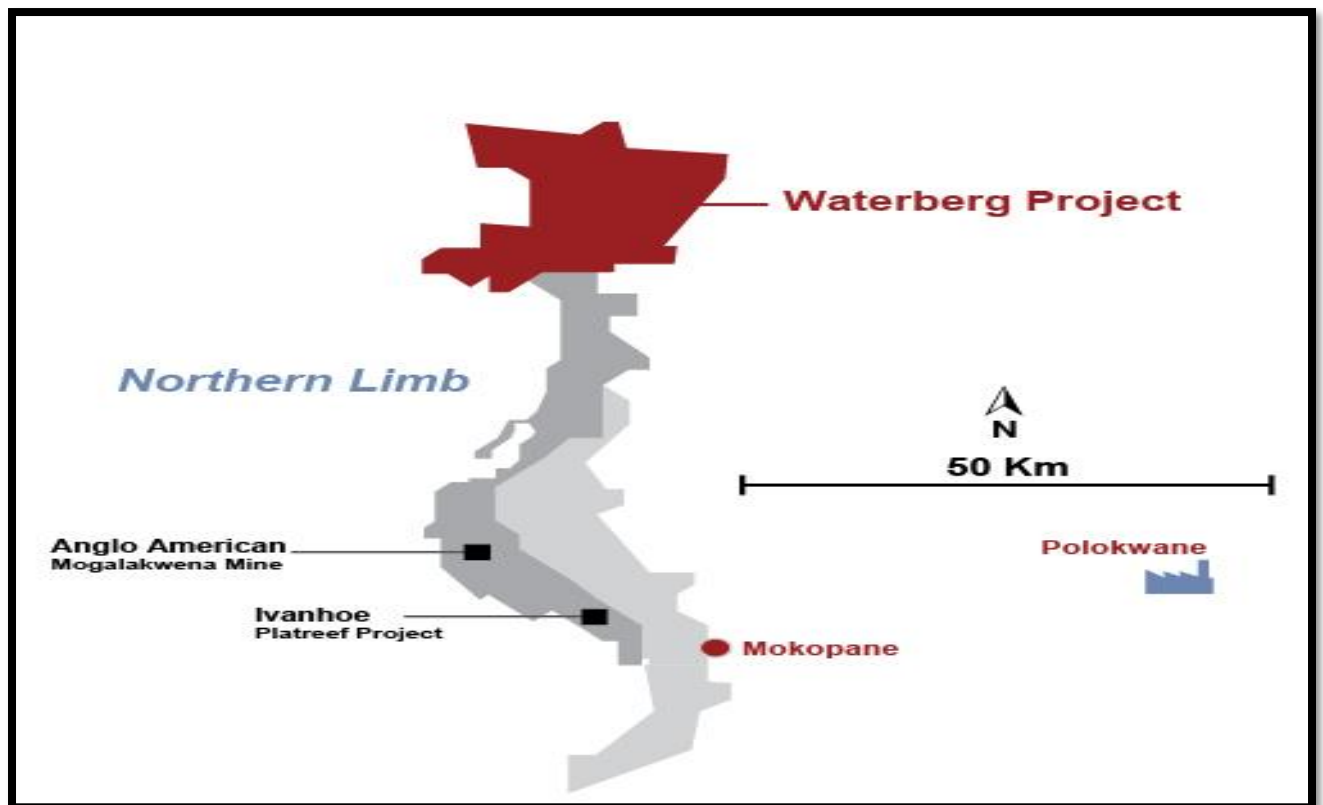 Waterberg Project
Northern Limb
N
50 Km
Anglo American
Mogalakwena Mine
Polokwane
Ivanhoe
Platreef Project
Mokopane